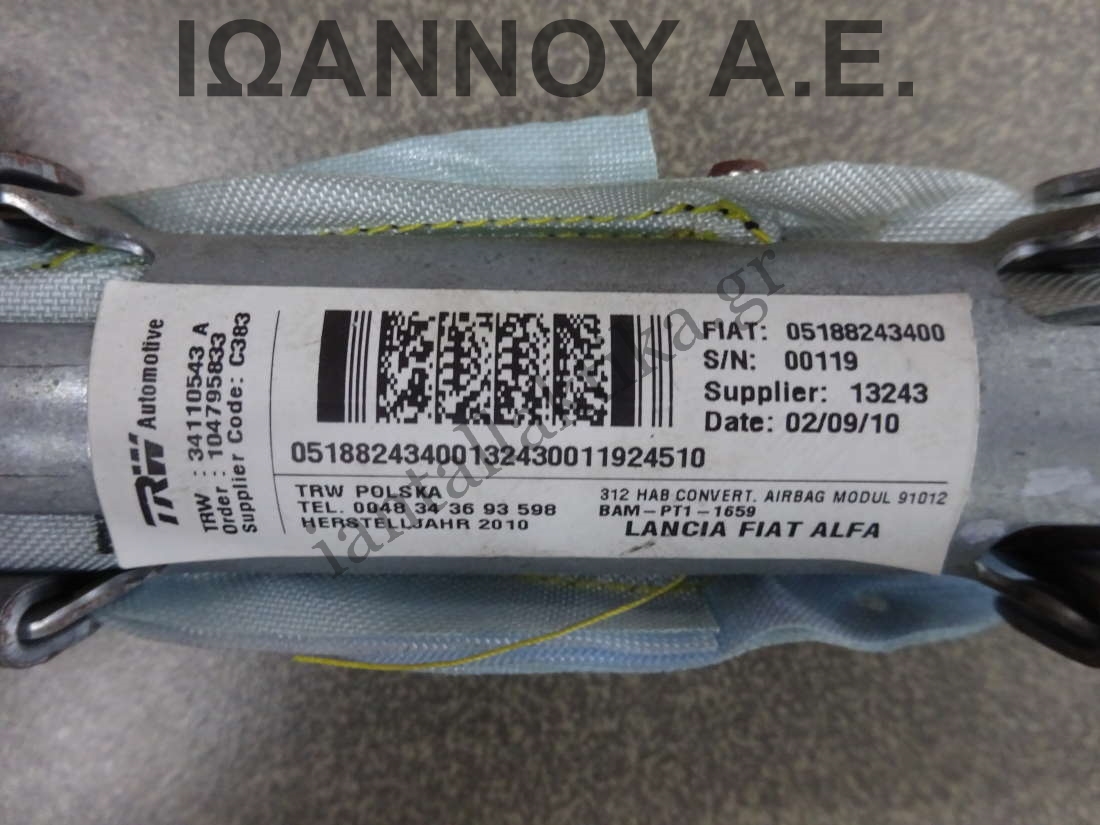 ΙΩΑΝΝΟΥ Α.Ε.
TRW Automotive
TRW : 34110543 A
Order : 104795833
Supplier Code: C383
FIAT: 05188243400
S/N: 00119
Supplier: 13243
Date: 02/09/10
05188243400132430011924510
TRW POLSKA
TEL. 0048 34 36 93 598
HERSTELLJAHR 2010
312 HAB CONVERT. AIRBAG MODUL 91012
BAM-PT1-1659
LANCIA FIAT ALFA
iantallaktika.gr